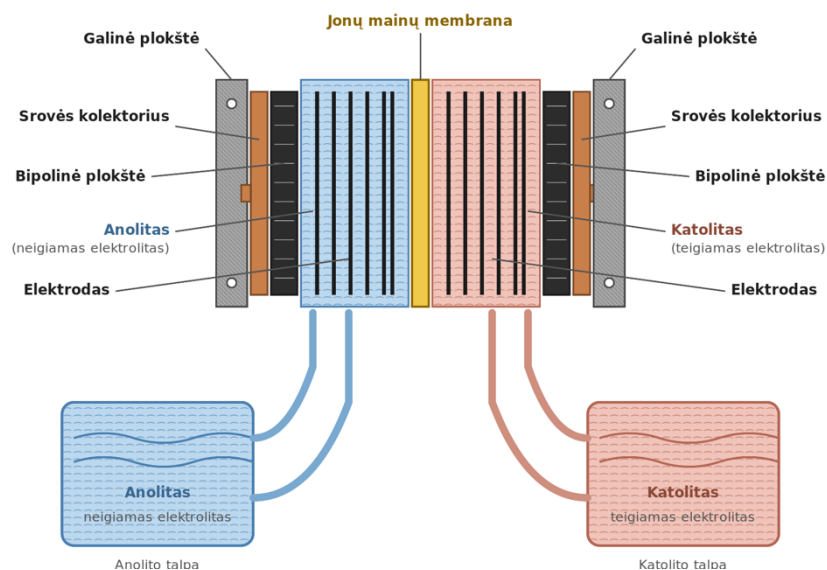 Jonų mainų membrana
Galinė plokštė
Galinė plokštė
Srovės kolektorius
Srovės kolektorius
Bipolinė plokštė
Bipolinė plokštė
Anolitas
(neigiamas elektrolitas)
Katolitas
(teigiamas elektrolitas)
Elektrodas
Elektrodas
Anolitas
neigiamas elektrolitas
Katolitas
teigiamas elektrolitas
Anolito talpa
Katolito talpa